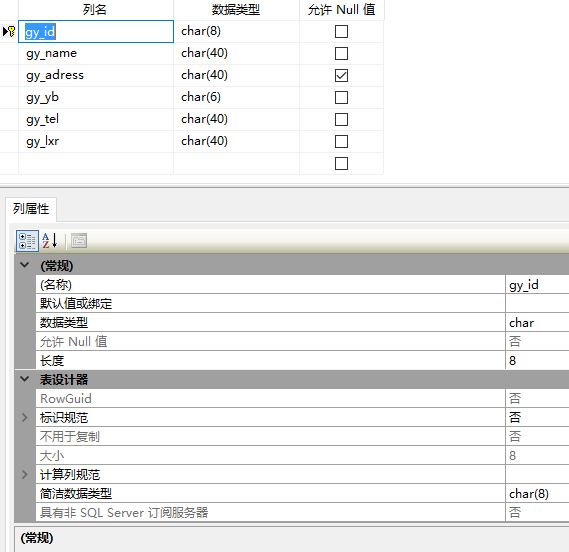 列名 数据类型 允许 Null 值
gy_id char(8)
gy_name char(40)
gy_adress char(40)
gy_yb char(6)
gy_tel char(40)
gy_lxr char(40)
列属性
(常规)
(名称) gy_id
默认值或绑定
数据类型 char
允许 Null 值 否
长度 8
表设计器
RowGuid 否
标识规范 否
不用于复制 否
大小 8
计算列规范
简洁数据类型 char(8)
具有非 SQL Server 订阅服务器 否
(常规)